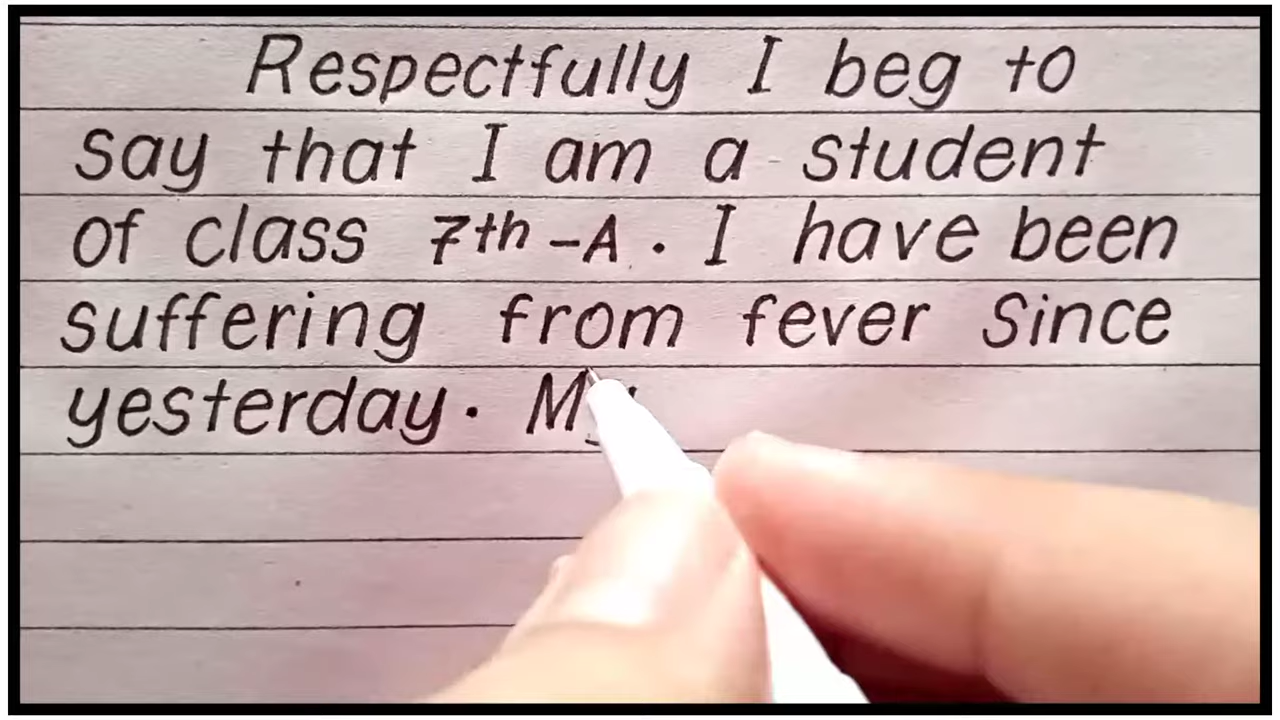 Respectfully I beg to
say that I am a student
of class 7th-A. I have been
suffering from fever Since
yesterday.